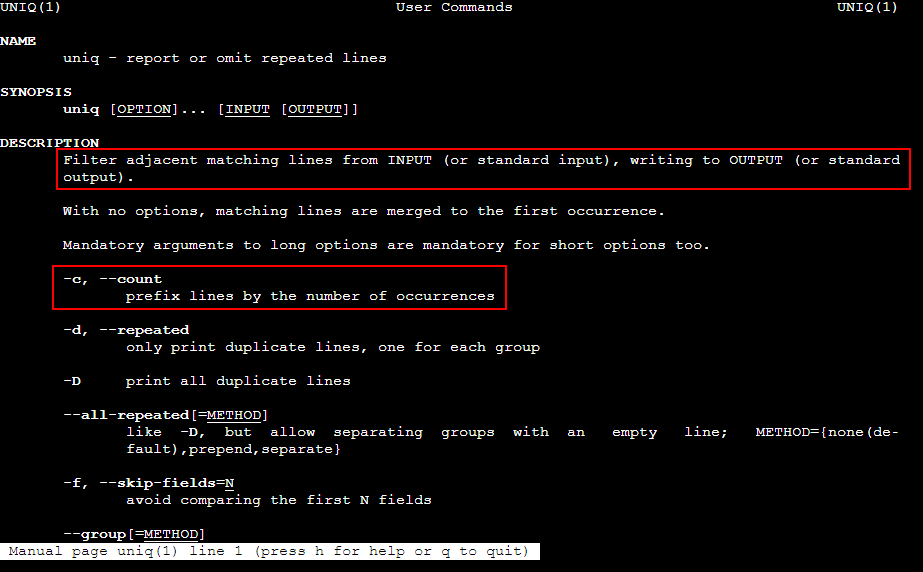 UNIQ(1) User Commands UNIQ(1)
NAME
uniq - report or omit repeated lines
SYNOPSIS
uniq [OPTION]... [INPUT [OUTPUT]]
DESCRIPTION
Filter adjacent matching lines from INPUT (or standard input), writing to OUTPUT (or standard
output).
With no options, matching lines are merged to the first occurrence.
Mandatory arguments to long options are mandatory for short options too.
-c, --count
prefix lines by the number of occurrences
-d, --repeated
only print duplicate lines, one for each group
-D print all duplicate lines
--all-repeated[=METHOD]
like -D, but allow separating groups with an empty line; METHOD={none(de-
fault),prepend,separate}
-f, --skip-fields=N
avoid comparing the first N fields
--group[=METHOD]
Manual page uniq(1) line 1 (press h for help or q to quit)